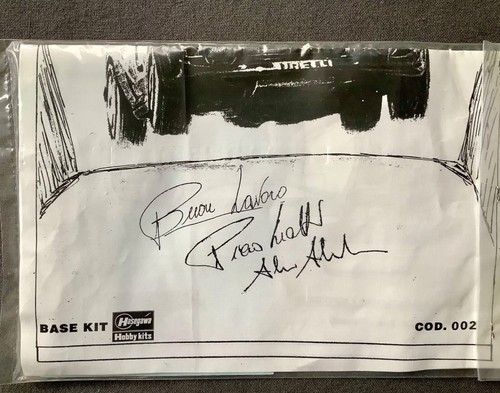 PIRELLI
Buon Lavoro
BASE KIT
Hasegawa
Hobby kits
COD. 002